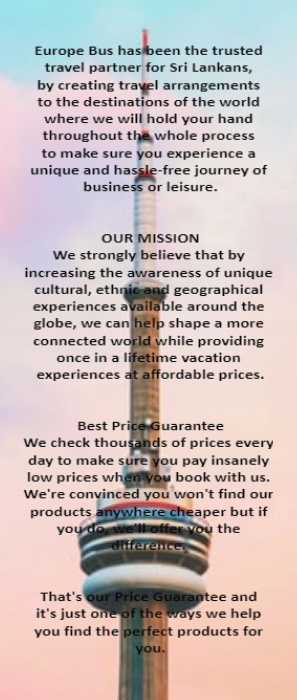 Europe Bus has been the trusted
travel partner for Sri Lankans,
by creating travel arrangements
to the destinations of the world
where we will hold your hand
throughout the whole process
to make sure you experience a
unique and hassle-free journey of
business or leisure.
OUR MISSION
We strongly believe that by
increasing the awareness of unique
cultural, ethnic and geographical
experiences available around the
globe, we can help shape a more
connected world while providing
once in a lifetime vacation
experiences at affordable prices.
Best Price Guarantee
We check thousands of prices every
day to make sure you pay insanely
low prices when you book with us.
We're convinced you won't find our
products anywhere cheaper but if
you do, we'll offer you the
difference.
That's our Price Guarantee and
it's just one of the ways we help
you find the perfect products for
you.